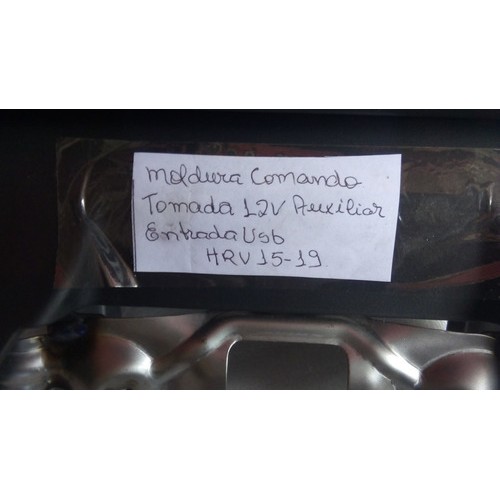 Moldura Comando
Tomada 12V Auxiliar
Entrada Usb
HRV 15-19